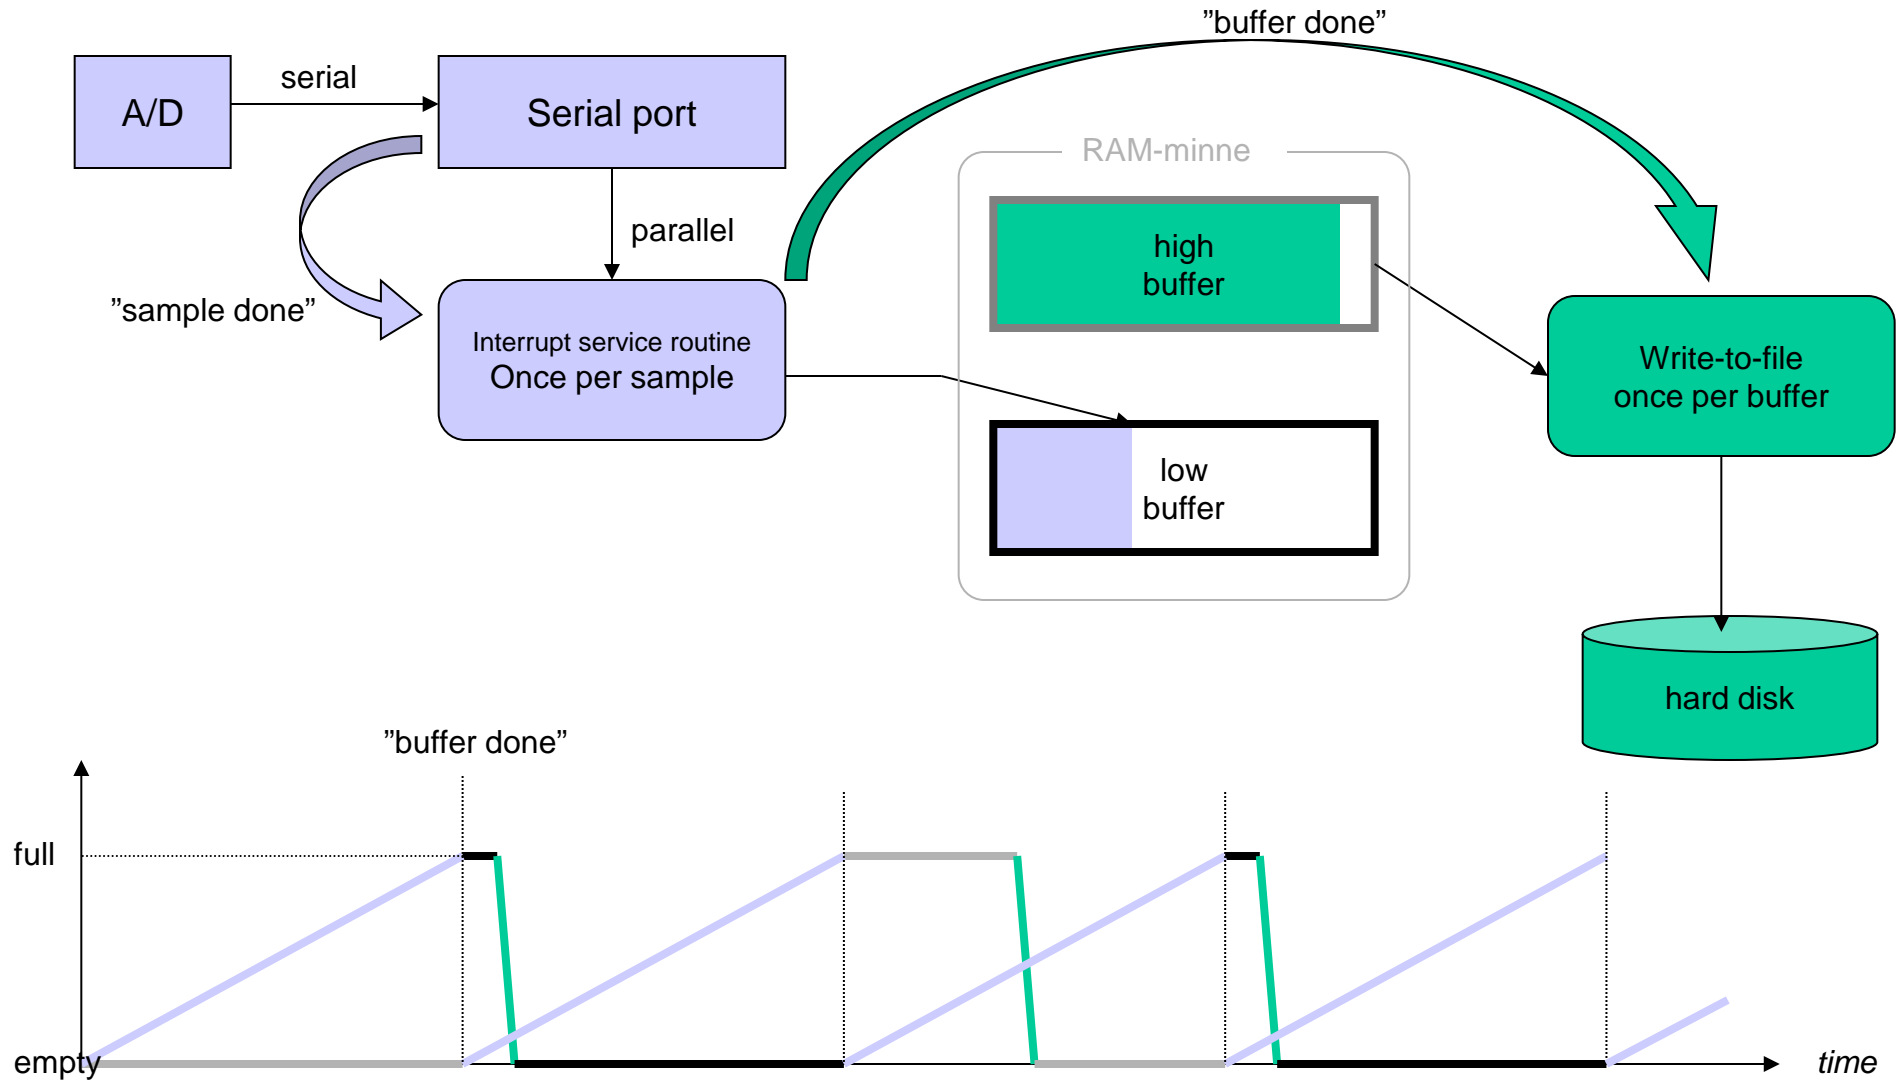 ”buffer done”
A/D
serial
Serial port
RAM-minne
parallel
high
buffer
”sample done”
Interrupt service routine
Once per sample
Write-to-file
once per buffer
low
buffer
hard disk
”buffer done”
full
empty
time